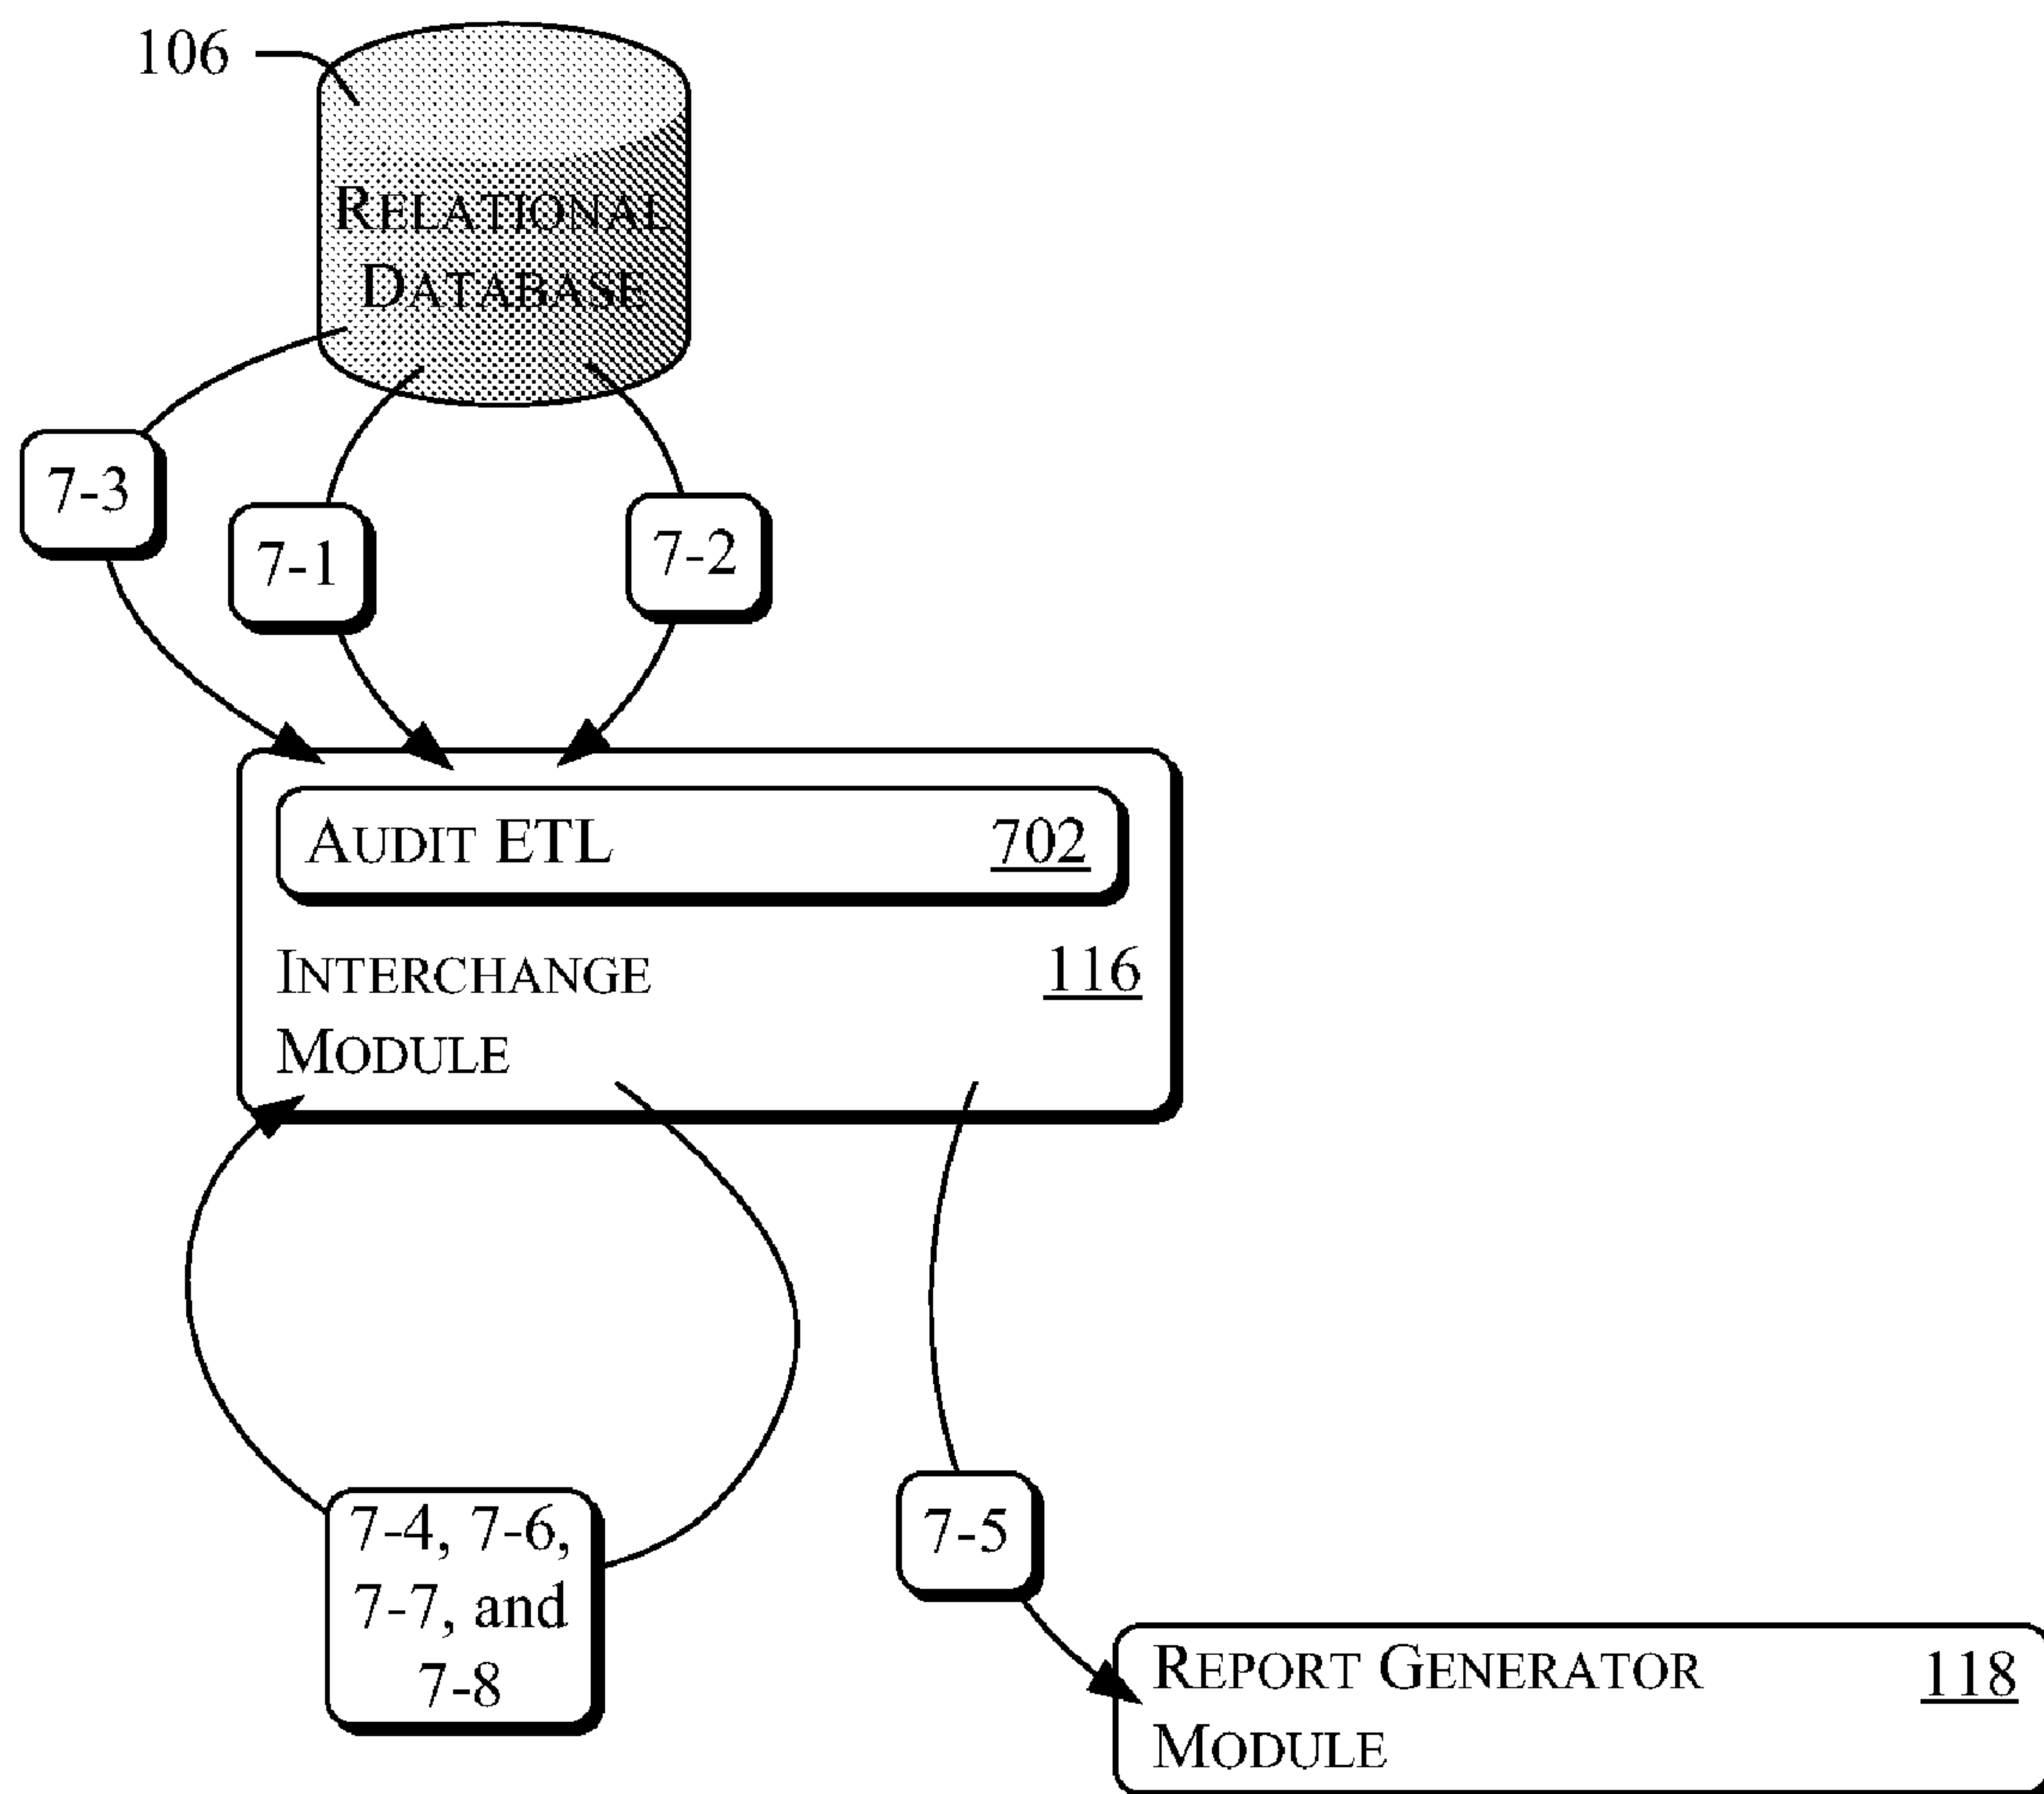 106
RELATIONAL
DATABASE
7-3
7-1
7-2
AUDIT ETL 702
INTERCHANGE 116
MODULE
7-4, 7-6,
7-7, and
7-8
7-5
REPORT GENERATOR 118
MODULE